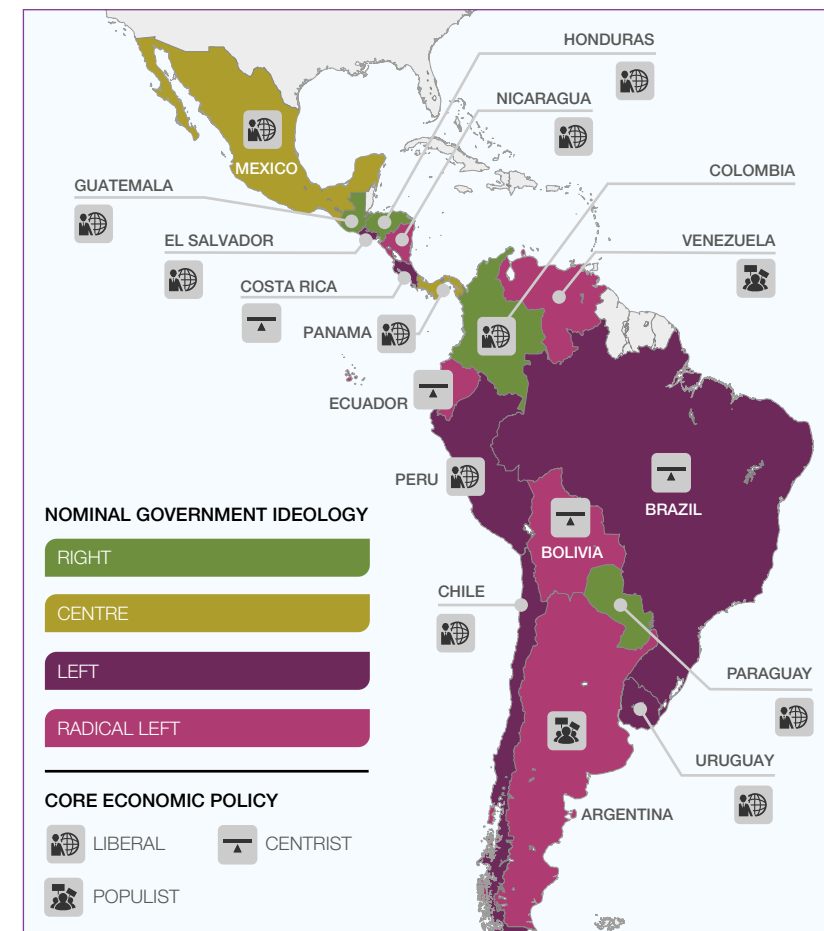 HONDURAS
NICARAGUA
COLOMBIA
MEXICO
GUATEMALA
VENEZUELA
EL SALVADOR
COSTA RICA
PANAMA
ECUADOR
PERU
BRAZIL
BOLIVIA
CHILE
PARAGUAY
URUGUAY
ARGENTINA
NOMINAL GOVERNMENT IDEOLOGY
RIGHT
CENTRE
LEFT
RADICAL LEFT
CORE ECONOMIC POLICY
LIBERAL
CENTRIST
POPULIST